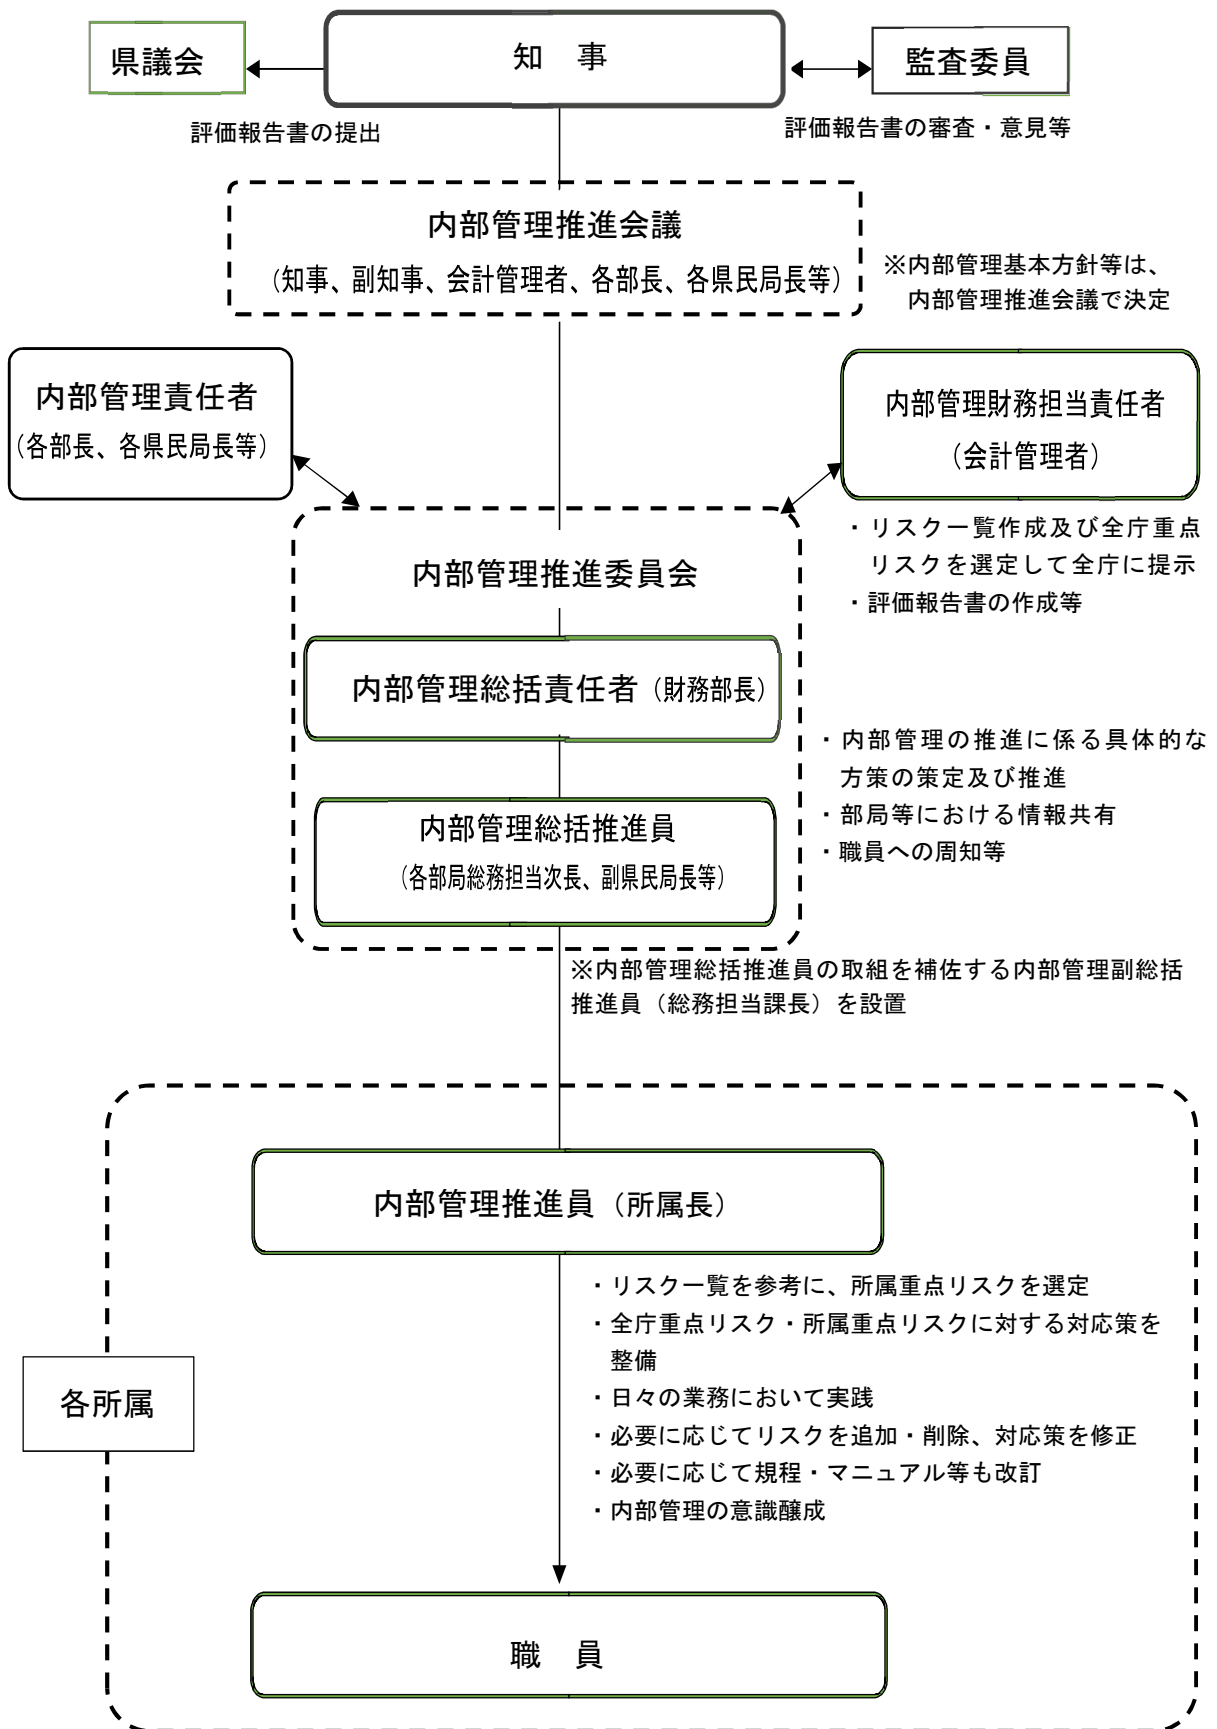 県議会
知　事
監査委員
評価報告書の提出
評価報告書の審査・意見等
内部管理推進会議
（知事、副知事、会計管理者、各部長、各県民局長等）
※内部管理基本方針等は、
内部管理推進会議で決定
内部管理責任者
（各部長、各県民局長等）
内部管理財務担当責任者
（会計管理者）
・リスク一覧作成及び全庁重点
リスクを選定して全庁に提示
・評価報告書の作成等
内部管理推進委員会
内部管理総括責任者（財務部長）
・内部管理の推進に係る具体的な
方策の策定及び推進
・部局等における情報共有
・職員への周知等
内部管理総括推進員
（各部局総務担当次長、副県民局長等）
※内部管理総括推進員の取組を補佐する内部管理副総括
推進員（総務担当課長）を設置
内部管理推進員（所属長）
・リスク一覧を参考に、所属重点リスクを選定
・全庁重点リスク・所属重点リスクに対する対応策を
整備
・日々の業務において実践
・必要に応じてリスクを追加・削除、対応策を修正
・必要に応じて規程・マニュアル等も改訂
・内部管理の意識醸成
各所属
職　員